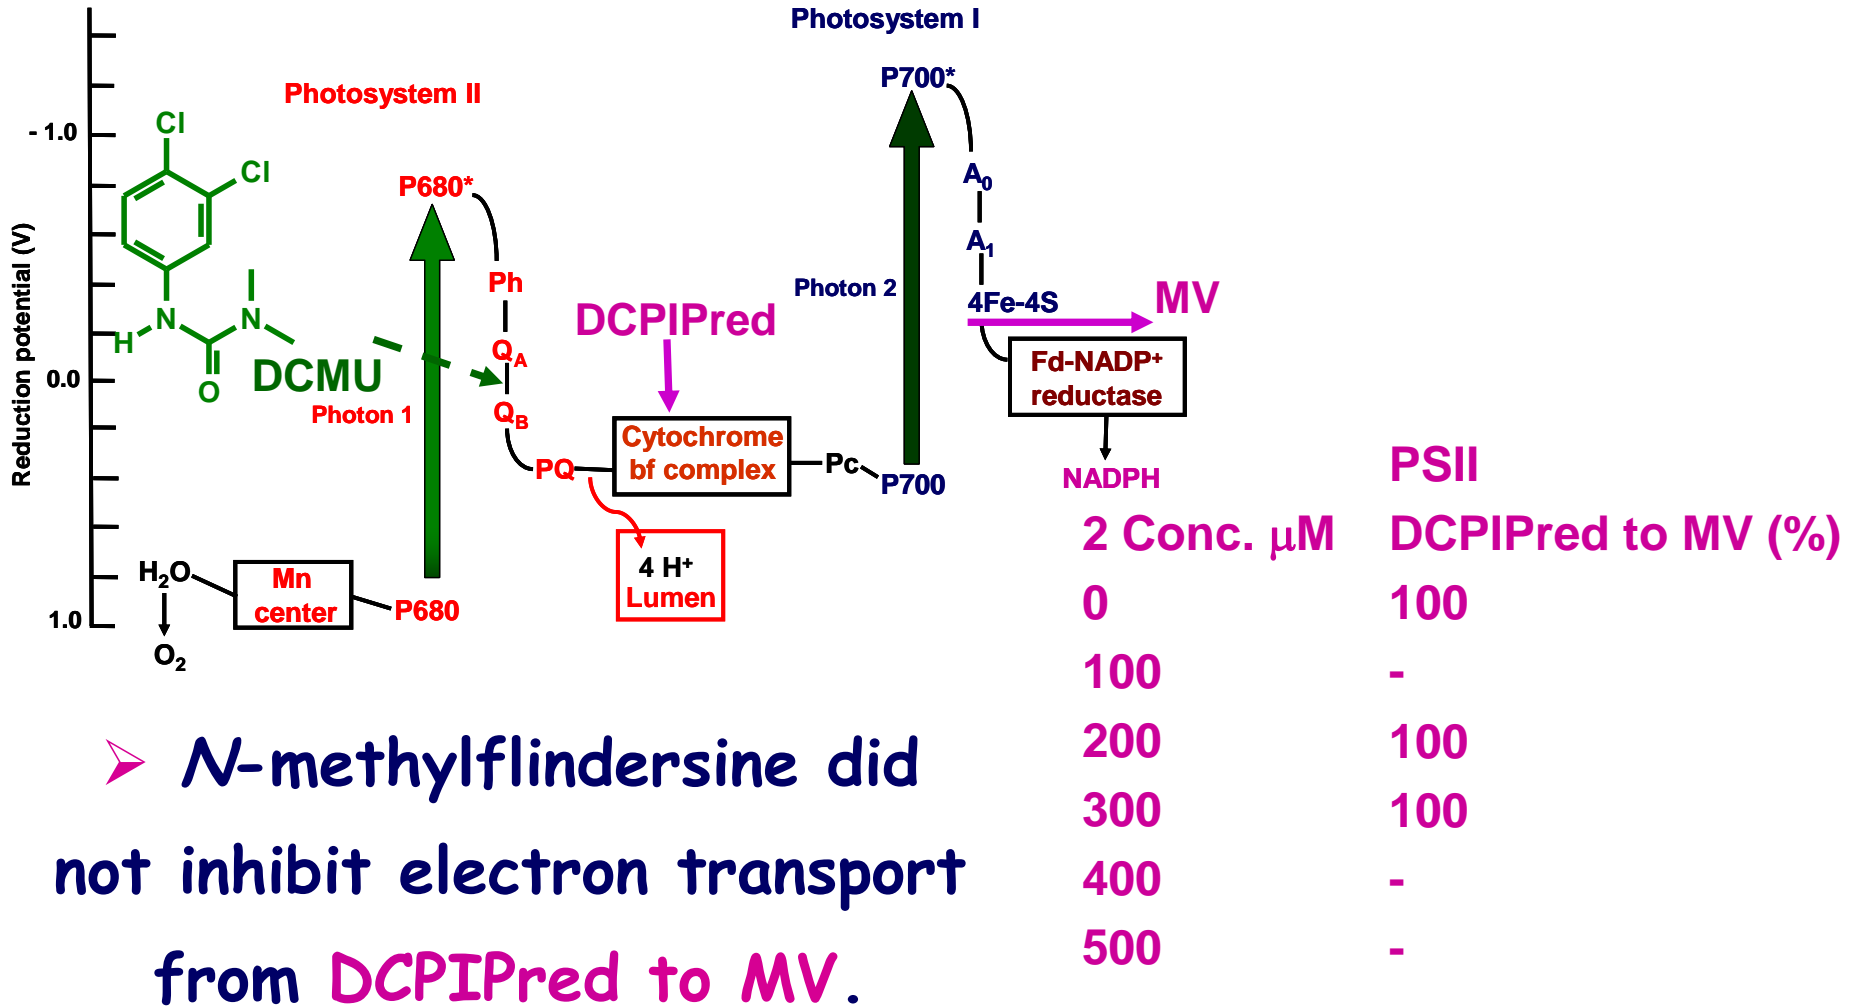 Photosystem I
P700*
Photosystem II
- 1.0
Cl
Cl
P680*
A0
A1
Reduction potential (V)
Ph
Photon 2
4Fe-4S
MV
DCPIPred
N
N
H
O
QA
DCMU
0.0
Fd-NADP+
reductase
Photon 1
QB
Cytochrome
bf complex
PQ
Pc
P700
NADPH
H2O
Mn
center
P680
4 H+
Lumen
1.0
O2
PSII
2 Conc. μM DCPIPred to MV (%)
0 100
100 -
200 100
300 100
400 -
500 -
➢ N-methylflindersine did
not inhibit electron transport
from DCPIPred to MV.